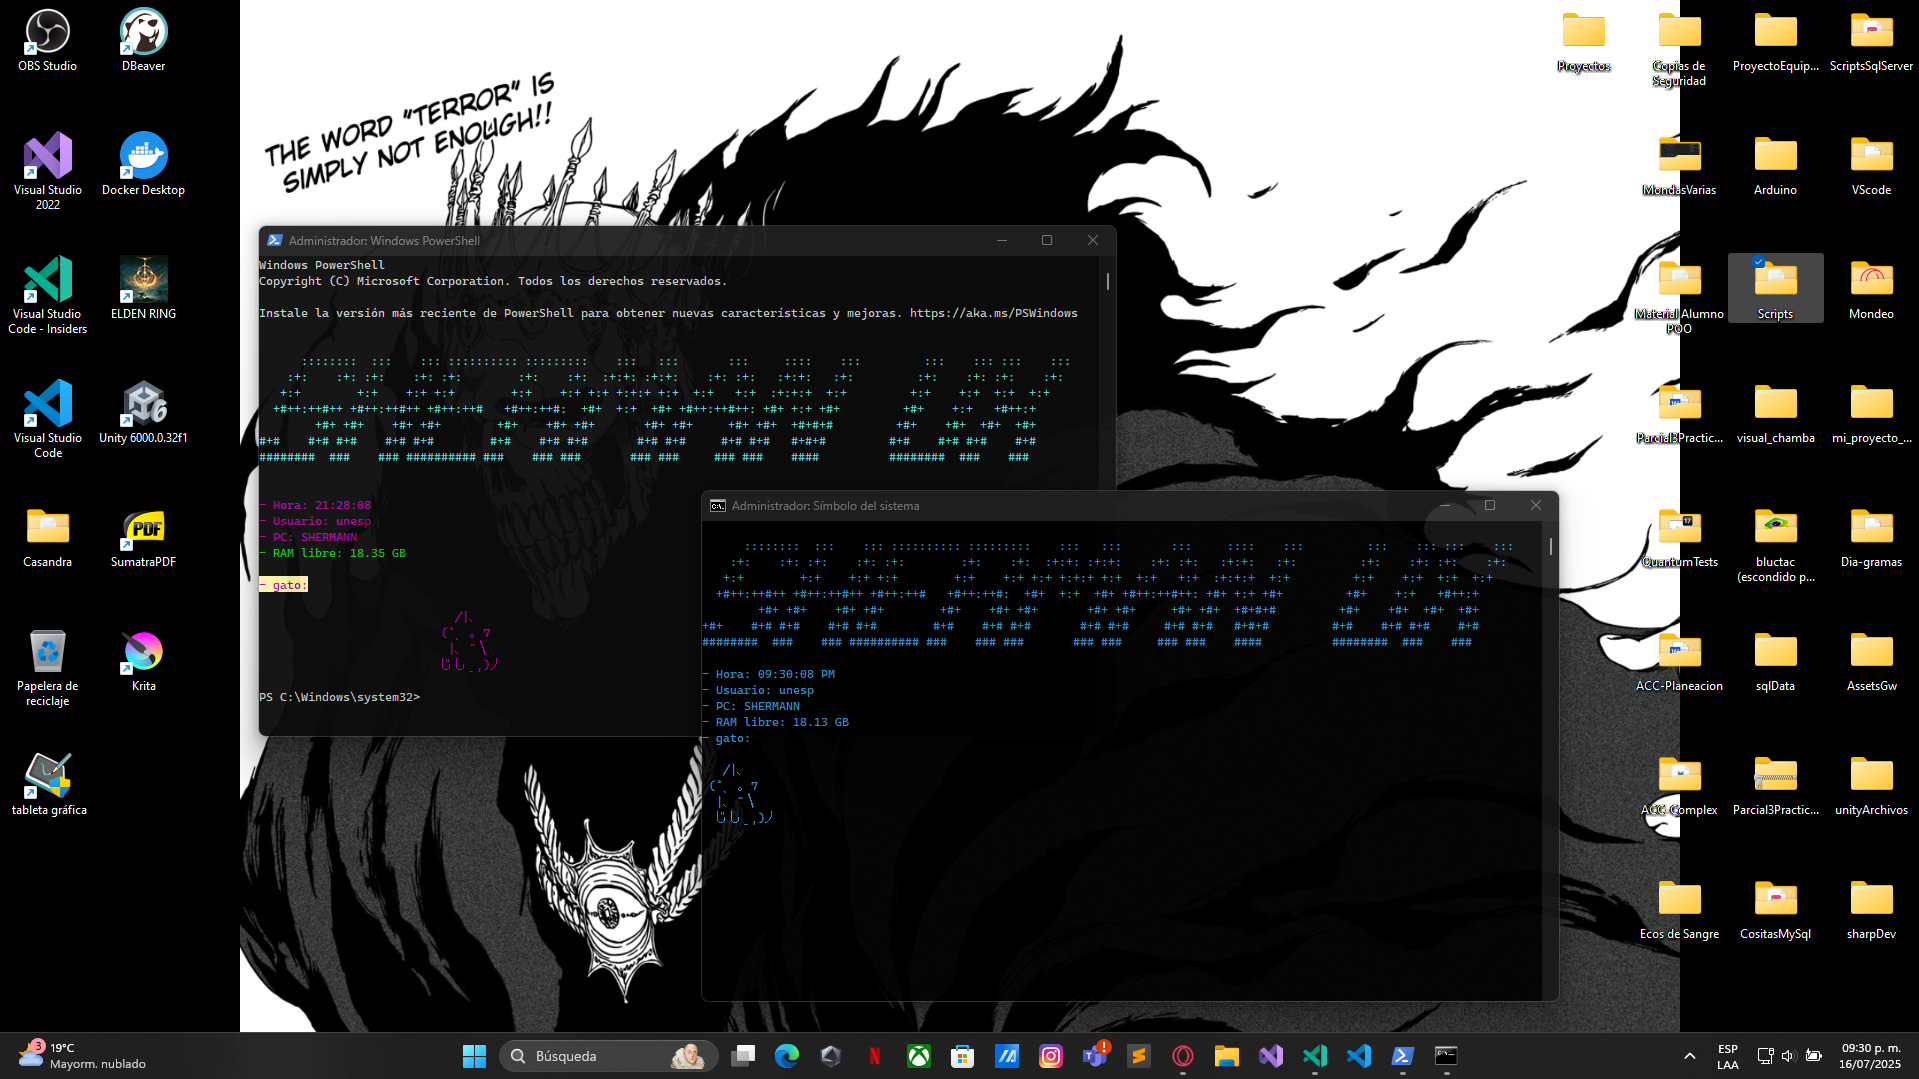 OBS Studio
DBeaver
Visual Studio 2022
Docker Desktop
Visual Studio Code - Insiders
ELDEN RING
Visual Studio Code
Unity 6000.0.32f1
Casandra
PDF
SumatraPDF
Papelera de reciclaje
Krita
tableta gráfica
THE WORD "TERROR" IS
SIMPLY NOT ENOUGH!!
Administrador: Windows PowerShell
Windows PowerShell
Copyright (C) Microsoft Corporation. Todos los derechos reservados.
Instale la versión más reciente de PowerShell para obtener nuevas características y mejoras. https://aka.ms/PSWindows
- Hora: 21:28:08
- Usuario: unesp
- PC: SHERMANN
- RAM libre: 18.35 GB
- gato:
PS C:\Windows\system32>
Administrador: Símbolo del sistema
- Hora: 09:30:08 PM
- Usuario: unesp
- PC: SHERMANN
- RAM libre: 18.13 GB
- gato:
Proyectos
Copias de Seguridad
ProyectoEquip...
ScriptsSqlServer
MondasVarias
Arduino
VScode
Material Alumno POO
Scripts
Mondeo
Parcial3Practic...
visual_chamba
mi_proyecto_...
QuantumTests
bluctac (escondido p...
Dia-gramas
ACC-Planeacion
sqlData
AssetsGw
ACC-Complex
Parcial3Practic...
unityArchivos
Ecos de Sangre
CositasMySql
sharpDev
3
19°C
Mayorm. nublado
Búsqueda
ESP
LAA
09:30 p. m.
16/07/2025